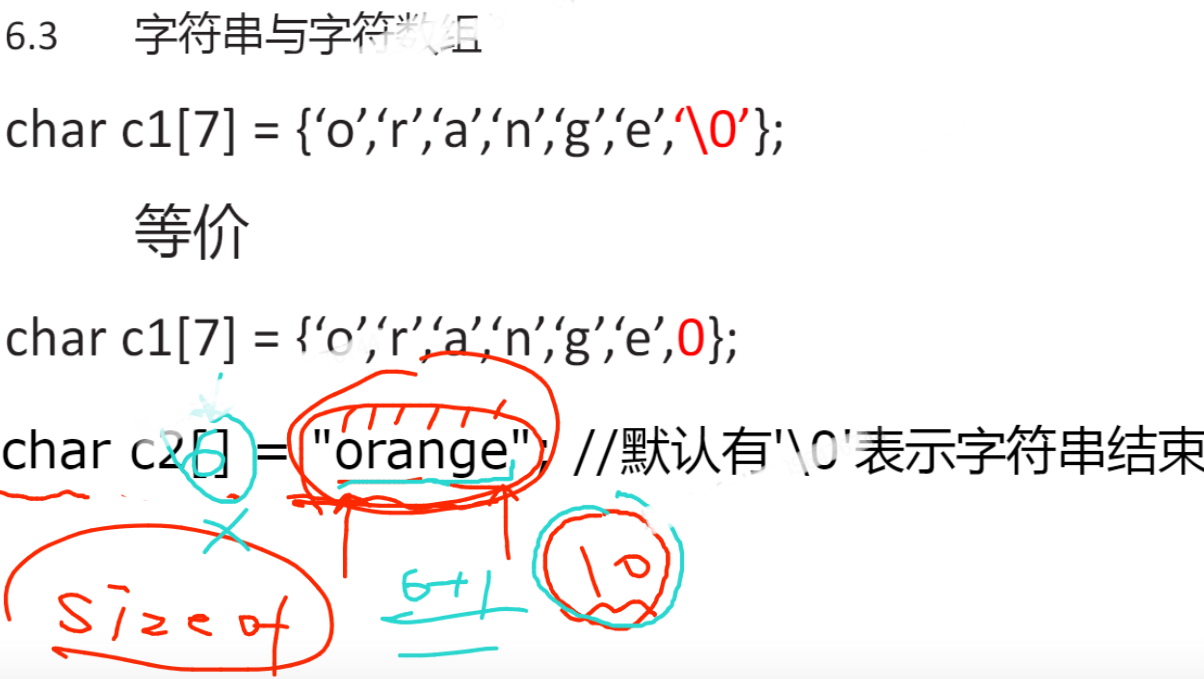 6.3 字符串与字符数组
char c1[7] = {‘o’,‘r’,‘a’,‘n’,‘g’,‘e’,‘\0’};
等价
char c1[7] = {‘o’,‘r’,‘a’,‘n’,‘g’,‘e’,0};
char c2[6] = "orange"; //默认有'\0'表示字符串结束
x
6+1
\0
sizeof